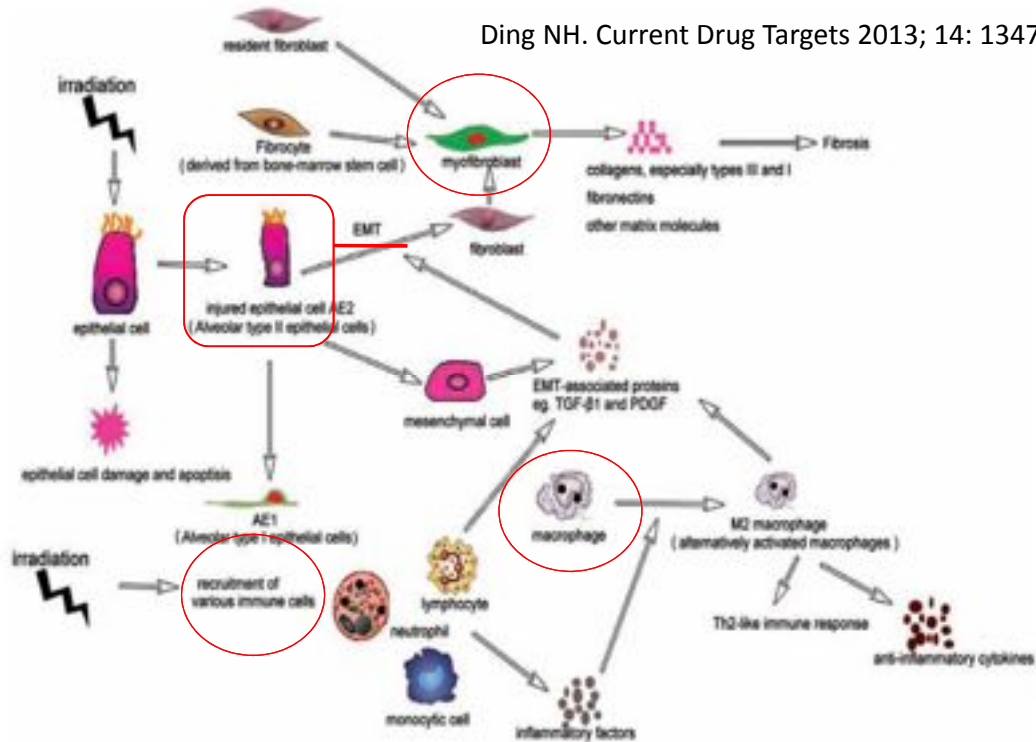 Ding NH. Current Drug Targets 2013; 14: 1347
resident fibroblast
irradiation
Fibrocyte
( derived from bone-marrow stem cell )
myofibroblast
collagens, especially types III and I
fibronectins
other matrix molecules
Fibrosis
EMT
fibroblast
epithelial cell
injured epithelial cell AE2
( Alveolar type II epithelial cells )
mesenchymal cell
EMT-associated proteins
eg. TGF-β1 and PDGF
epithelial cell damage and apoptisis
AE1
(Alveolar type I epithelial cells)
macrophage
M2 macrophage
( alternatively activated macrophages )
irradiation
recruitment of
various immune cells
lymphocyte
neutrophil
monocytic cell
Th2-like immune response
anti-inflammatory cytokines
inflammatory factors